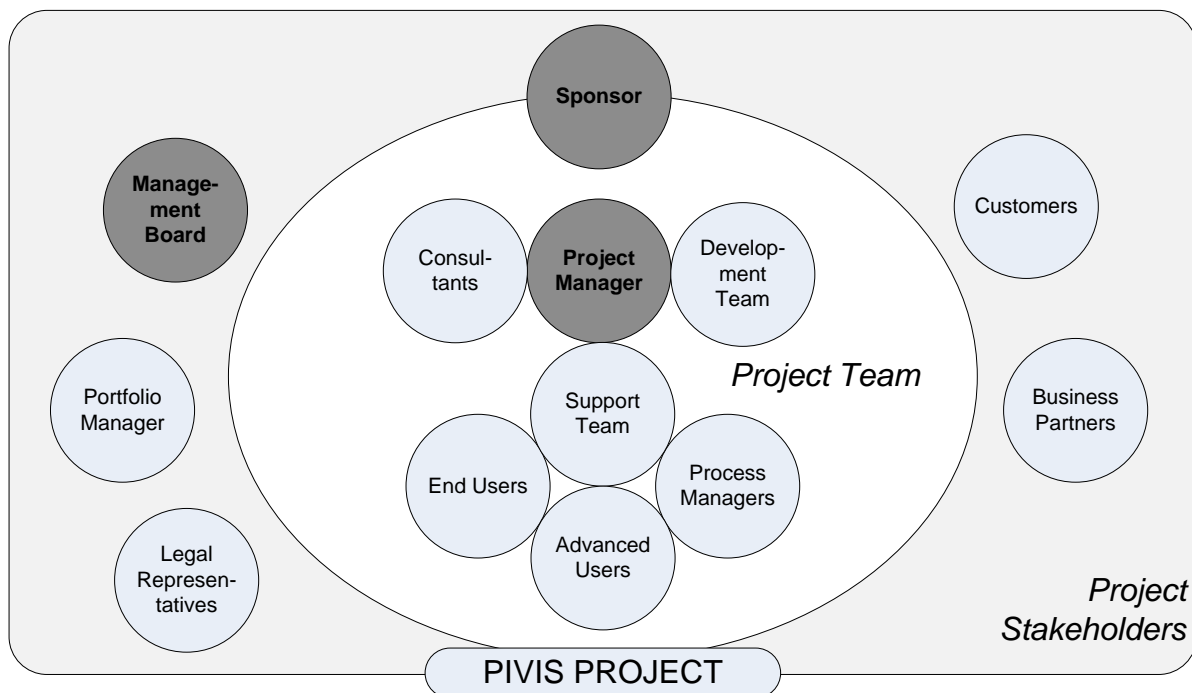 Sponsor
Manage-
ment
Board
Customers
Consul-
tants
Project
Manager
Develop-
ment
Team
Project Team
Portfolio
Manager
Support
Team
Business
Partners
End Users
Process
Managers
Advanced
Users
Legal
Represen-
tatives
Project
Stakeholders
PIVIS PROJECT